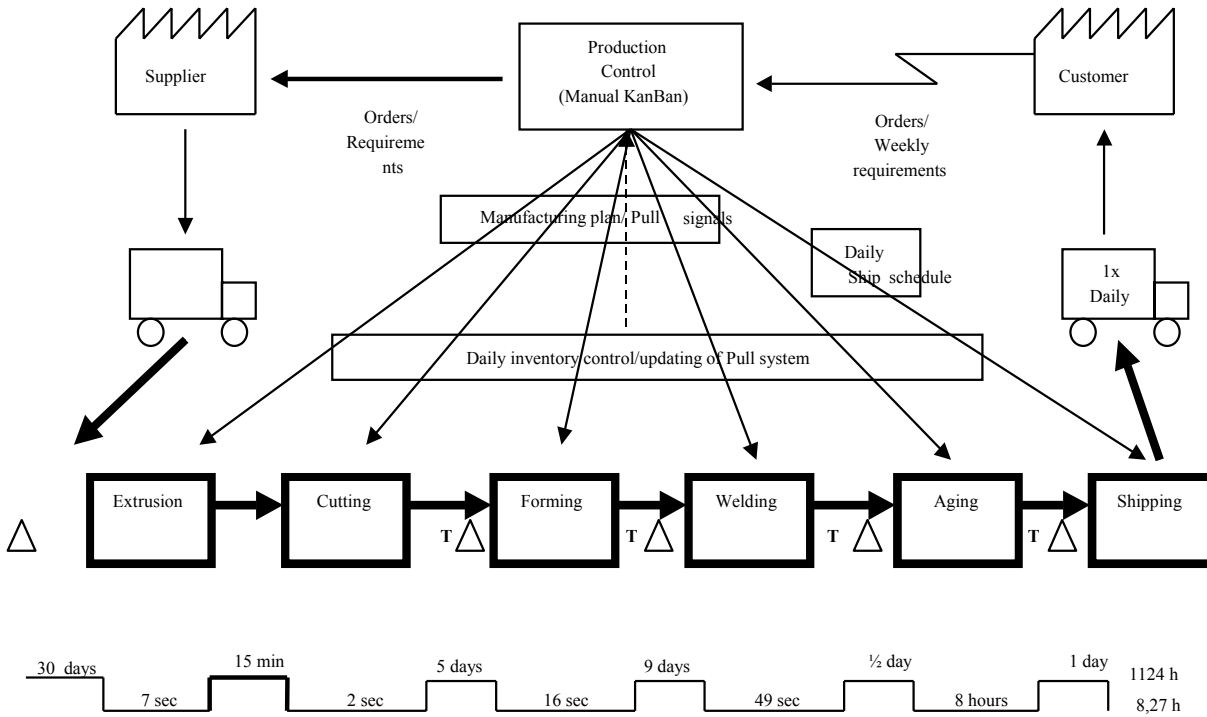 Supplier
Production
Control
(Manual KanBan)
Customer
Orders/
Requireme
nts
Orders/
Weekly
requirements
Manufacturing plan/ Pull signals
Daily
Ship schedule
1x
Daily
Daily inventory control/updating of Pull system
Extrusion
Cutting
Forming
Welding
Aging
Shipping
T
T
T
T
30 days
15 min
5 days
9 days
½ day
1 day
1124 h
7 sec
2 sec
16 sec
49 sec
8 hours
8,27 h